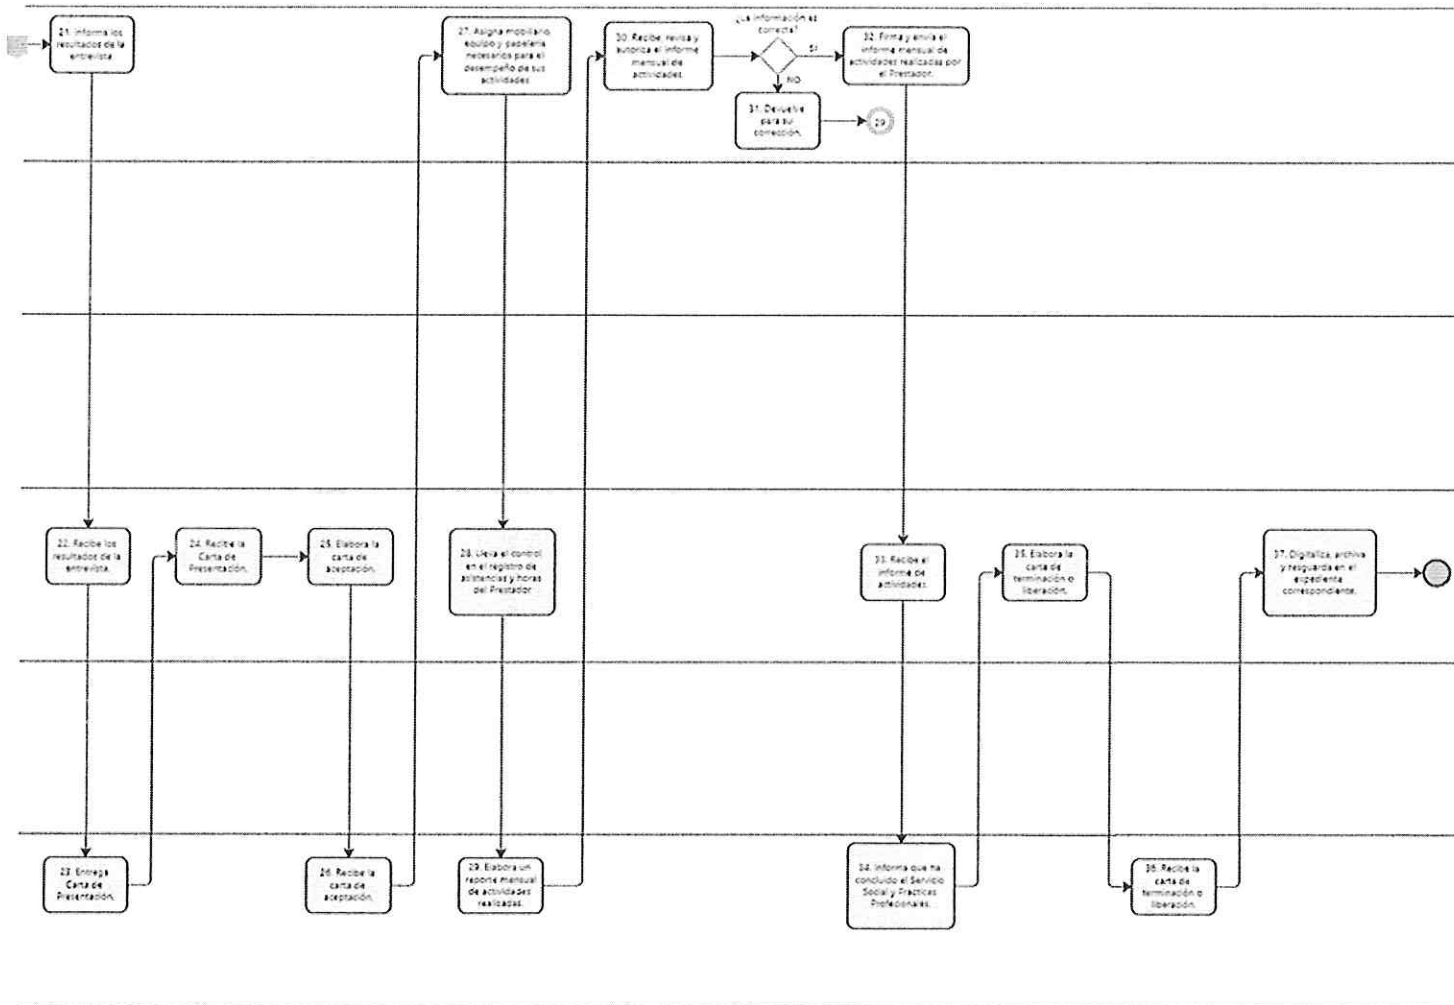 21. Informa los
resultados de la
entrevista.
27. Asigna mobiliario,
equipo y papelería
necesarios para el
desempeño de sus
actividades.
30. Recibe, revisa y
autoriza el informe
mensual de
actividades.
¿La información es
correcta?
SI
NO
32. Firma y envía el
informe mensual de
actividades realizadas por
el Prestador.
31. Devuelve
para su
corrección.
29
22. Recibe los
resultados de la
entrevista.
24. Recibe la
Carta de
Presentación.
25. Elabora la
carta de
aceptación.
28. Lleva el control
en el registro de
asistencias y horas
del Prestador
33. Recibe el
informe de
actividades.
35. Elabora la
carta de
terminación o
liberación.
37. Digitaliza, archiva
y resguarda en el
expediente
correspondiente.
23. Entrega
Carta de
Presentación.
26. Recibe la
carta de
aceptación.
29. Elabora un
reporte mensual
de actividades
realizadas.
34. Informa que ha
concluido el Servicio
Social y Practicas
Profesionales.
36. Recibe la
carta de
terminación o
liberación.